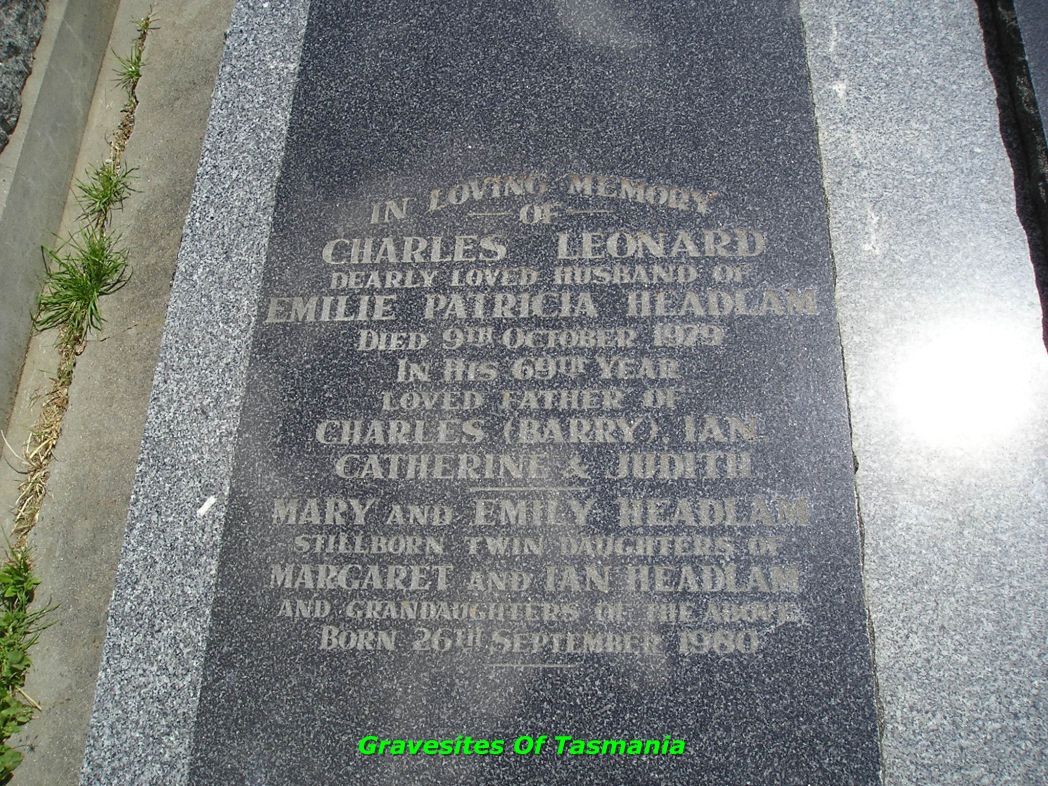 IN LOVING MEMORY
OF
CHARLES LEONARD
DEARLY LOVED HUSBAND OF
EMILIE PATRICIA HEADLAM
DIED 9TH OCTOBER 1979
IN HIS 69TH YEAR
LOVED FATHER OF
CHARLES (BARRY), IAN
CATHERINE & JUDITH
MARY AND EMILY HEADLAM
STILLBORN TWIN DAUGHTERS OF
MARGARET AND IAN HEADLAM
AND GRANDAUGHTERS OF THE ABOVE.
BORN 26TH SEPTEMBER 1980
Gravesites Of Tasmania